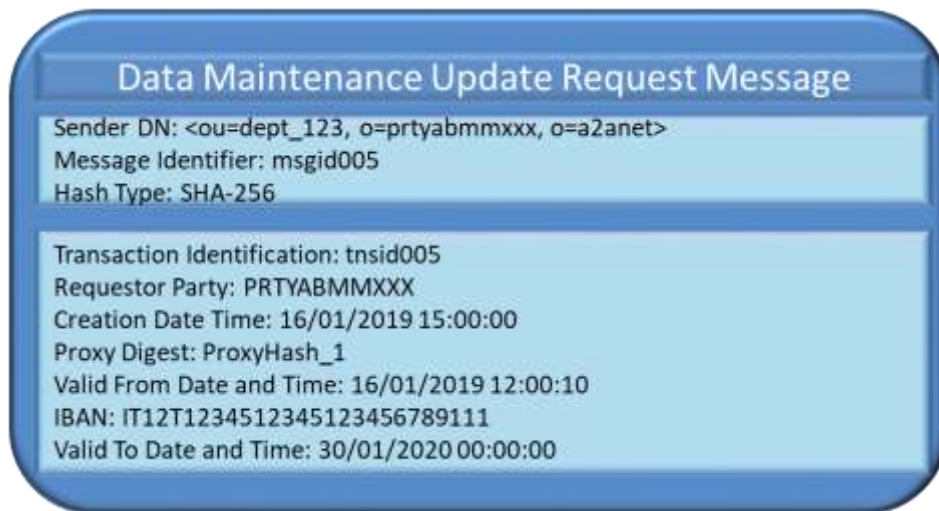 Data Maintenance Update Request Message
Sender DN: <ou=dept_123, o=prtyabmmxxx, o=a2anet>
Message Identifier: msgid005
Hash Type: SHA-256
Transaction Identification: tnsid005
Requestor Party: PRTYABMMXXX
Creation Date Time: 16/01/2019 15:00:00
Proxy Digest: ProxyHash_1
Valid From Date and Time: 16/01/2019 12:00:10
IBAN: IT12T1234512345123456789111
Valid To Date and Time: 30/01/2020 00:00:00